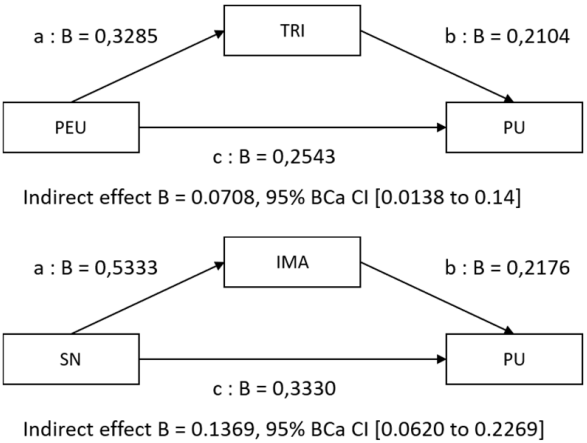 a : B = 0,3285
TRI
b : B = 0,2104
PEU
PU
c : B = 0,2543
Indirect effect B = 0.0708, 95% BCa CI [0.0138 to 0.14]
a : B = 0,5333
IMA
b : B = 0,2176
SN
PU
c : B = 0,3330
Indirect effect B = 0.1369, 95% BCa CI [0.0620 to 0.2269]